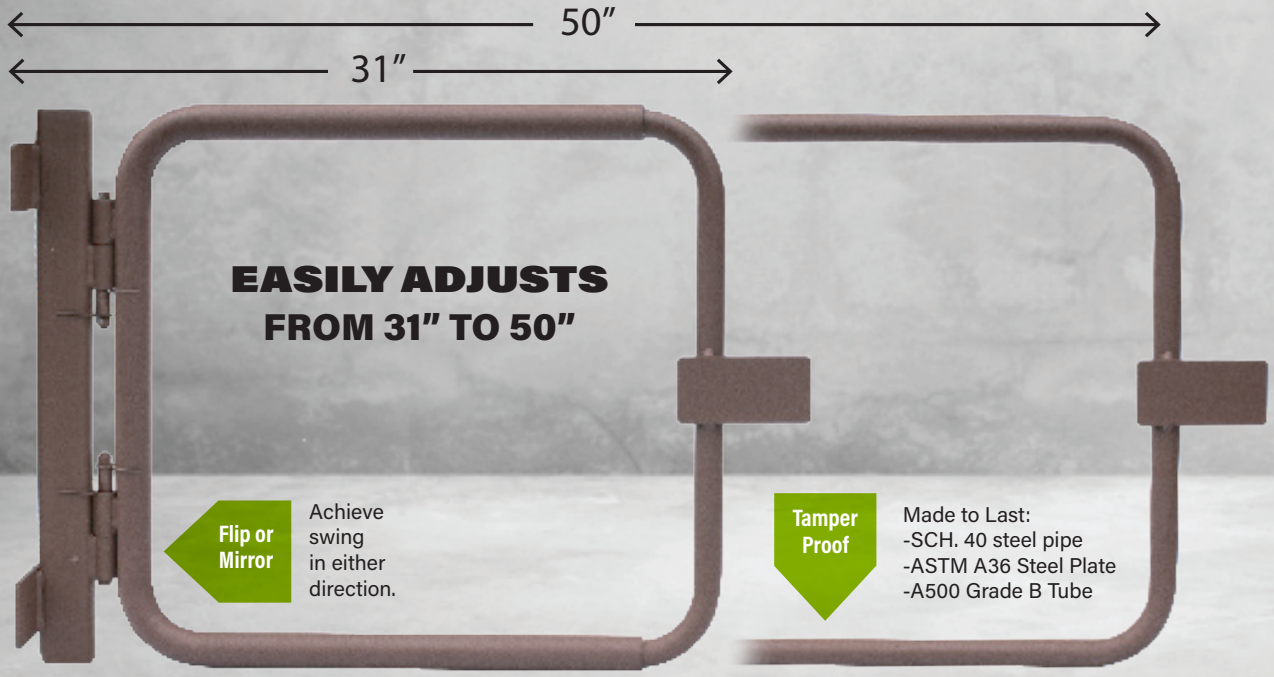 50”
31”
EASILY ADJUSTS
FROM 31” TO 50”
Flip or
Mirror
Achieve
swing
in either
direction.
Tamper
Proof
Made to Last:
-SCH. 40 steel pipe
-ASTM A36 Steel Plate
-A500 Grade B Tube